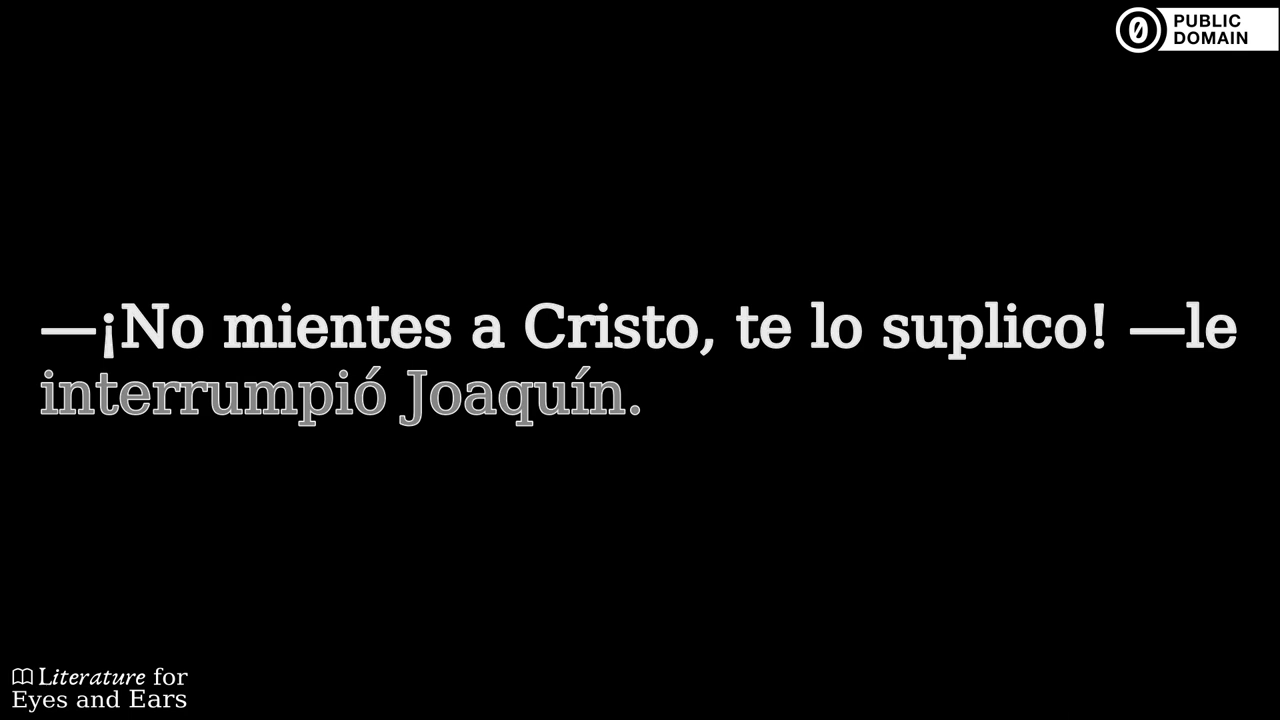 PUBLIC
DOMAIN
—¡No mientes a Cristo, te lo suplico! —le
interrumpió Joaquín.
Literature for
Eyes and Ears